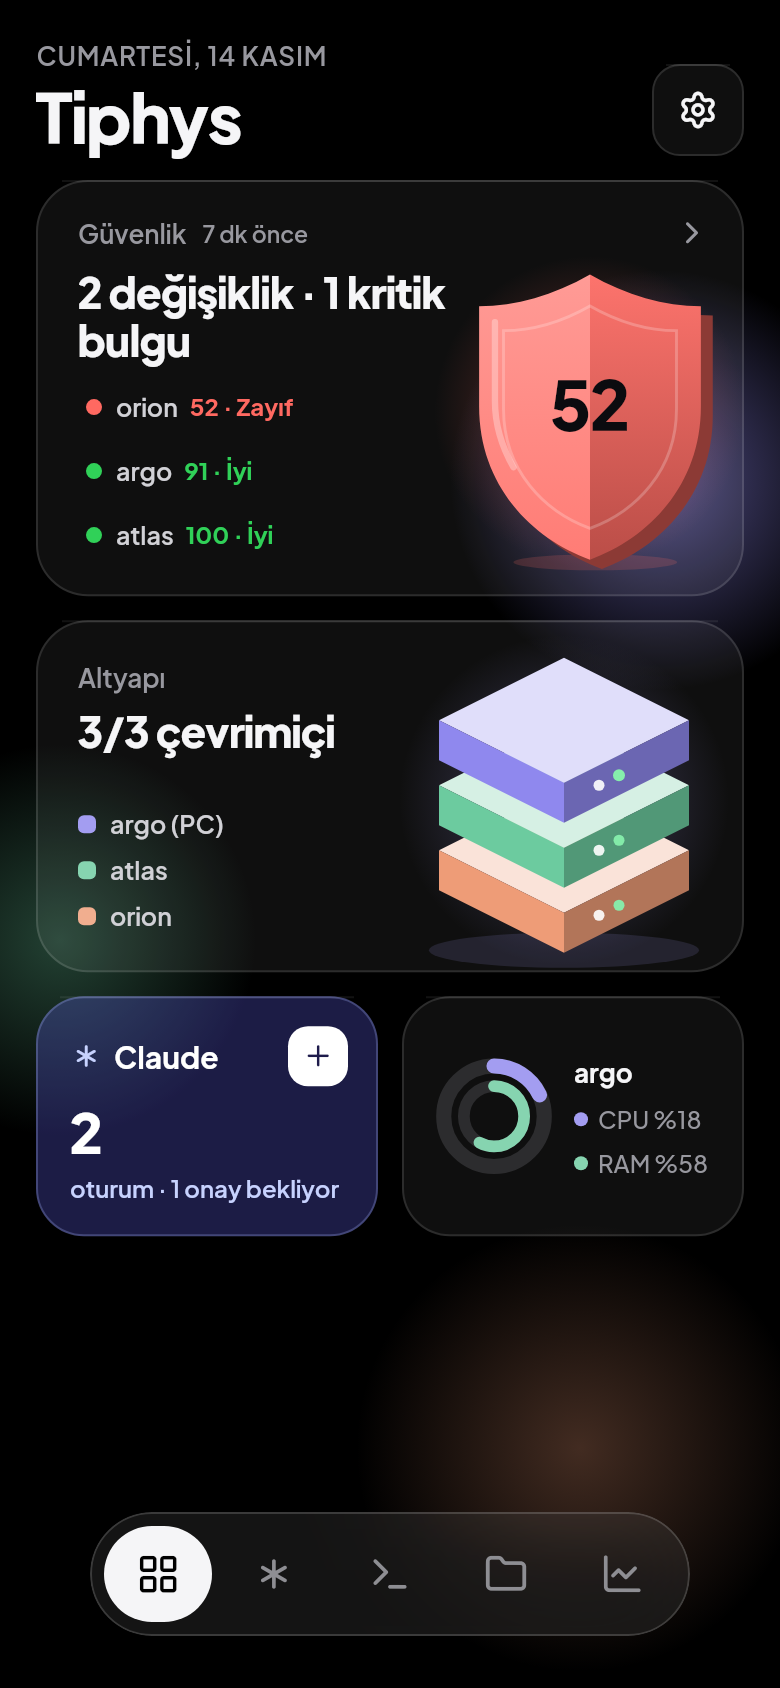 CUMARTESİ, 14 KASIM
Tiphys
Güvenlik 7 dk önce
2 değişiklik · 1 kritik
bulgu
orion 52 · Zayıf
argo 91 · İyi
atlas 100 · İyi
52
Altyapı
3/3 çevrimiçi
argo (PC)
atlas
orion
Claude
2
oturum · 1 onay bekliyor
argo
CPU %18
RAM %58